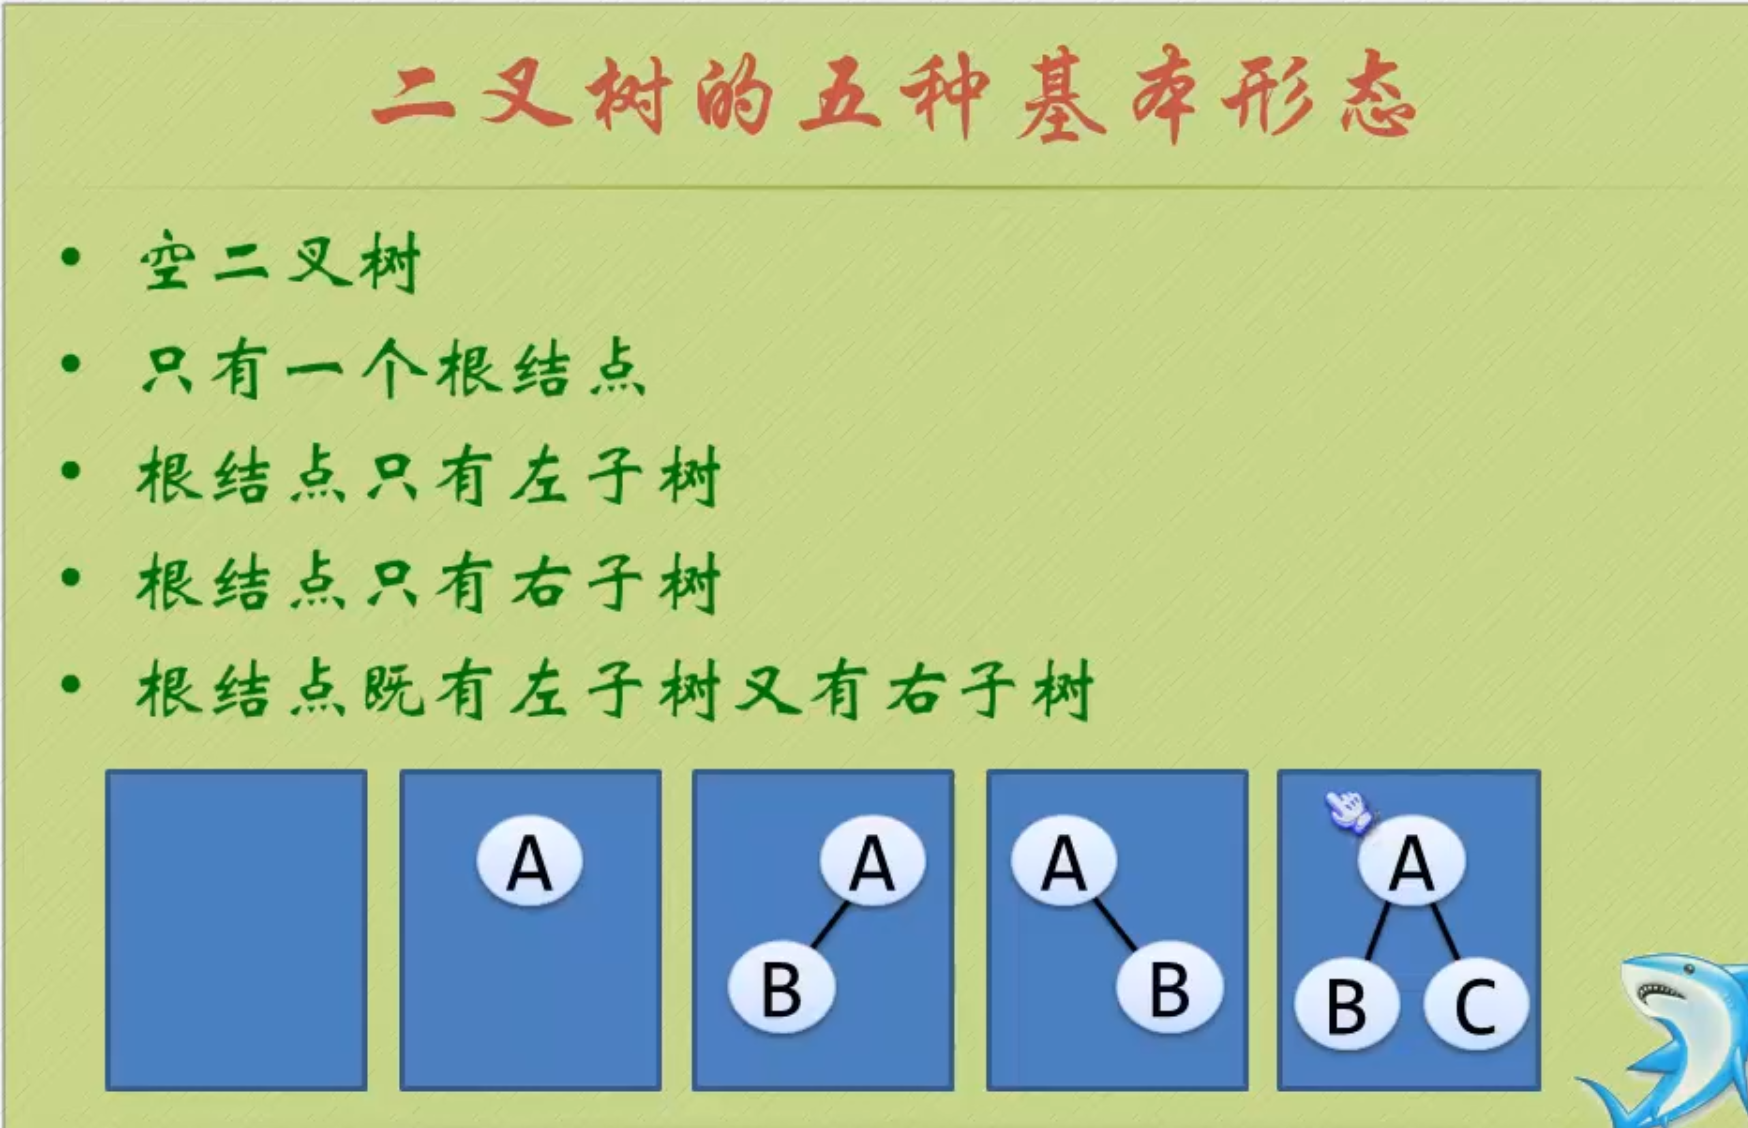 二叉树的五种基本形态
• 空二叉树
• 只有一个根结点
• 根结点只有左子树
• 根结点只有右子树
• 根结点既有左子树又有右子树
A
A
B
A
B
A
B C